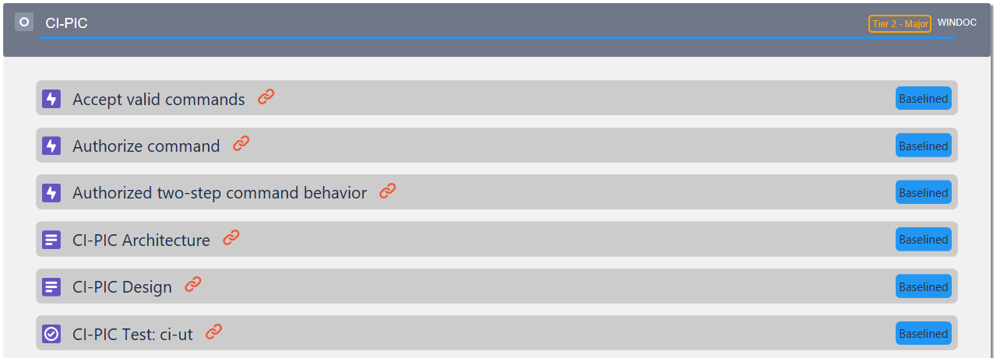 CI-PIC Tier 2 - Major WINDOC
Accept valid commands Baselined
Authorize command Baselined
Authorized two-step command behavior Baselined
CI-PIC Architecture Baselined
CI-PIC Design Baselined
CI-PIC Test: ci-ut Baselined